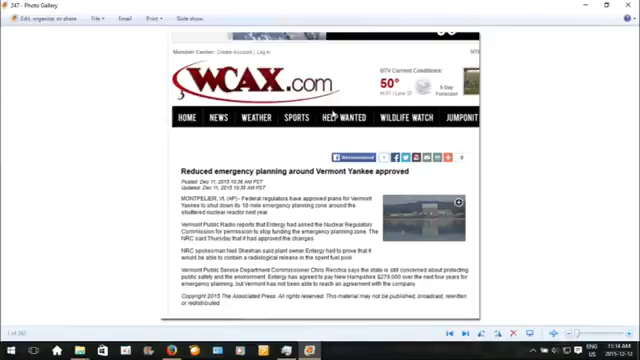 247 - Photo Gallery
Edit, organize, or share File Email Print Slide show
Member Center: Create Account | Log In
WCAX.com
BTV Current Conditions:
50°
5-Day
Forecast
HOME NEWS WEATHER SPORTS HELP WANTED WILDLIFE WATCH JUMPONIT
Recommend
Reduced emergency planning around Vermont Yankee approved
Posted: Dec 11, 2015 10:36 AM PST
Updated: Dec 11, 2015 10:36 AM PST
MONTPELIER, Vt. (AP) - Federal regulators have approved plans for Vermont
Yankee to shut down its 10-mile emergency planning zone around the
shuttered nuclear reactor next year.
Vermont Public Radio reports that Entergy had asked the Nuclear Regulatory
Commission for permission to stop funding the emergency planning zone. The
NRC said Thursday that it had approved the changes
NRC spokesman Neil Sheehan said plant owner Entergy had to prove that it
would be able to contain a radiological release in the spent fuel pool
Vermont Public Service Department Commissioner Chris Recchia says the state is still concerned about protecting
public safety and the environment. Entergy has agreed to pay New Hampshire $279,000 over the next four years for
emergency planning, but Vermont has not been able to reach an agreement with the company.
Copyright 2015 The Associated Press. All rights reserved. This material may not be published, broadcast, rewritten
or redistributed.
ENG
US
11:14 AM
2015-12-12